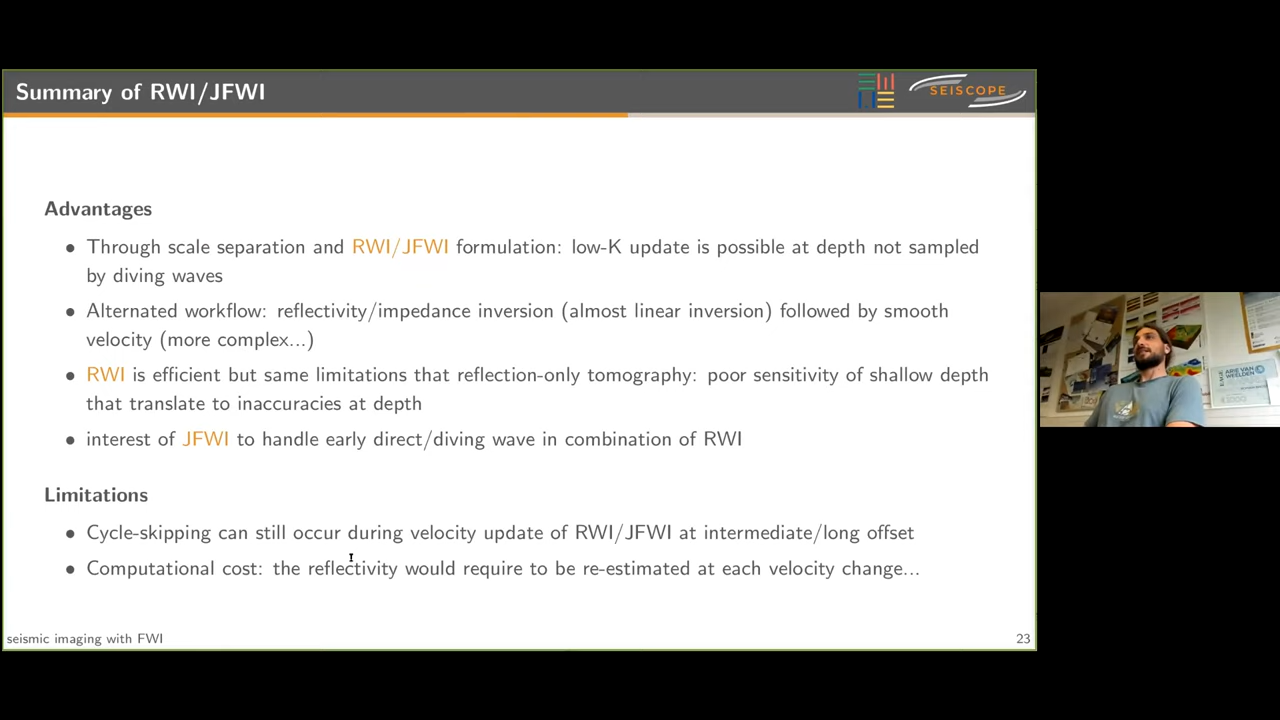 Summary of RWI/JFWI
SEISCOPE
Advantages
• Through scale separation and RWI/JFWI formulation: low-K update is possible at depth not sampled
by diving waves
• Alternated workflow: reflectivity/impedance inversion (almost linear inversion) followed by smooth
velocity (more complex...)
• RWI is efficient but same limitations that reflection-only tomography: poor sensitivity of shallow depth
that translate to inaccuracies at depth
• interest of JFWI to handle early direct/diving wave in combination of RWI
Limitations
• Cycle-skipping can still occur during velocity update of RWI/JFWI at intermediate/long offset
• Computational cost: the reflectivity would require to be re-estimated at each velocity change...
seismic imaging with FWI
23
ARIE VAN